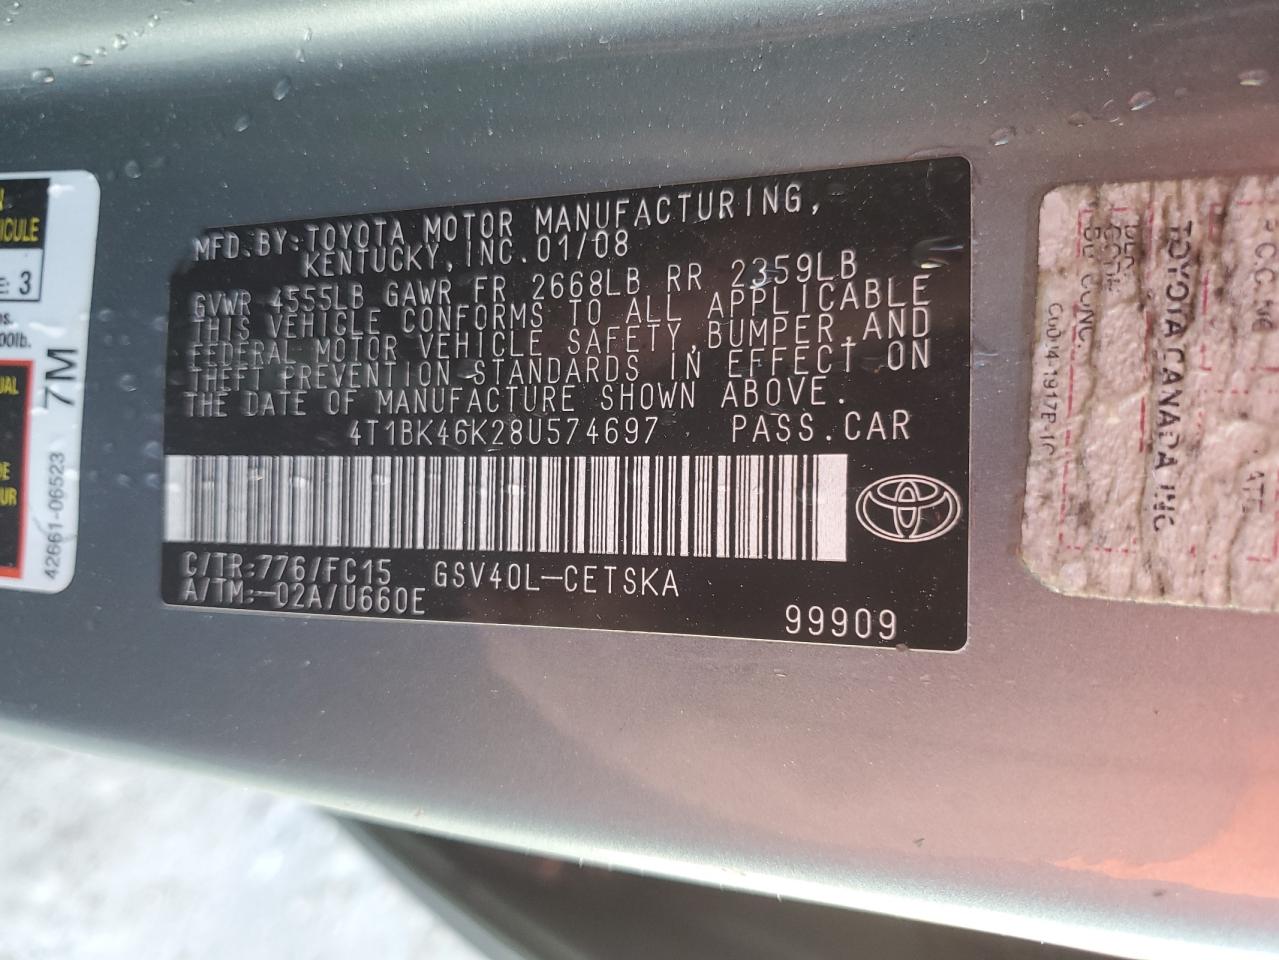 MFD.BY:TOYOTA MOTOR MANUFACTURING,
KENTUCKY, INC. 01/08
GVWR 4555LB GAWR FR 2668LB RR 2359LB
THIS VEHICLE CONFORMS TO ALL APPLICABLE
FEDERAL MOTOR VEHICLE SAFETY, BUMPER, AND
THEFT PREVENTION STANDARDS IN EFFECT ON
THE DATE OF MANUFACTURE SHOWN ABOVE.
4T1BK46K28U574697 PASS.CAR
C/TR:776/FC15 GSV40L-CETSKA
A/TM:-02A/U660E
99909
3
7M
42661-06523
TOYOTA CANADA INC